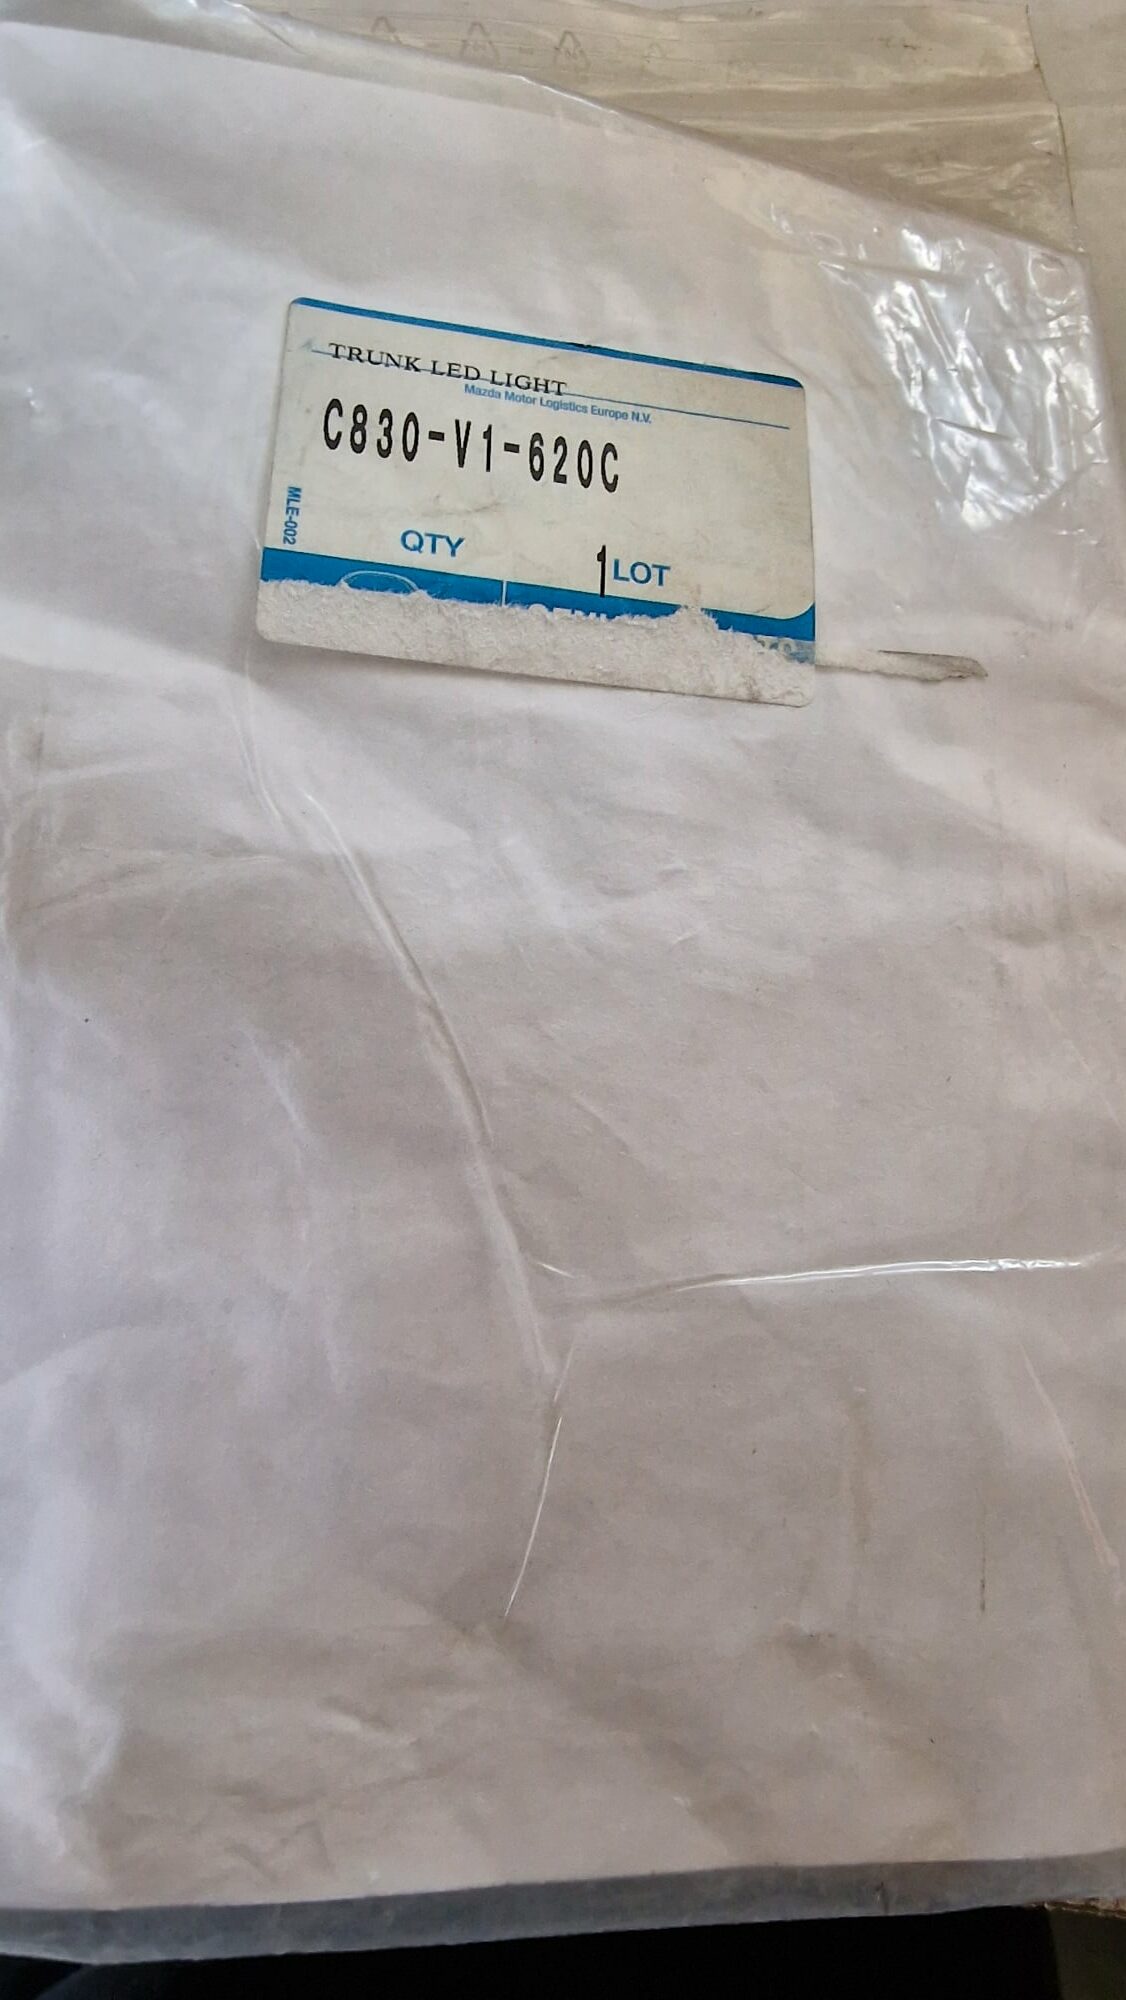 TRUNK LED LIGHT
Mazda Motor Logistics Europe N.V.
C830-V1-620C
MLE-002
QTY
1 LOT